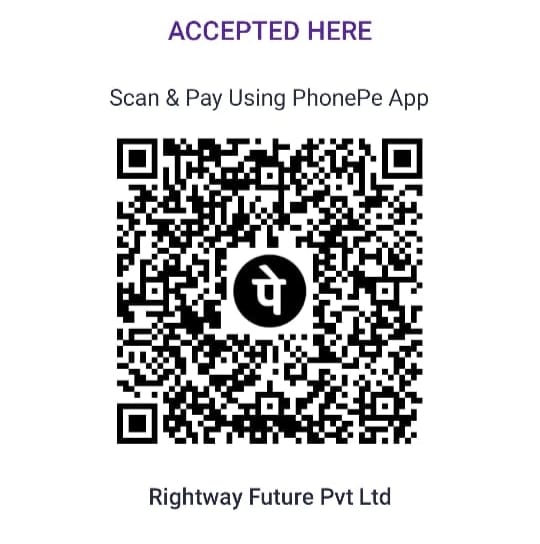 ACCEPTED HERE
Scan & Pay Using PhonePe App
पे
Rightway Future Pvt Ltd